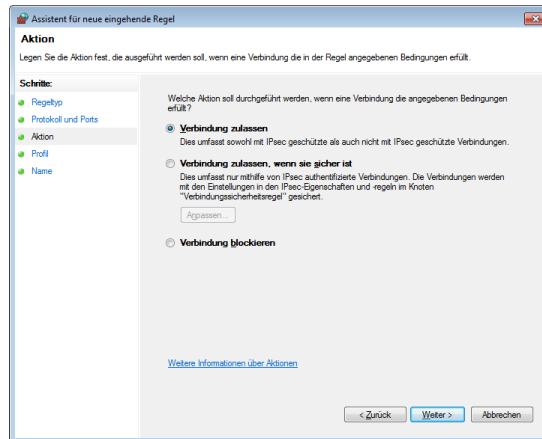 Assistent für neue eingehende Regel
Aktion
Legen Sie die Aktion fest, die ausgeführt werden soll, wenn eine Verbindung die in der Regel angegebenen Bedingungen erfüllt.
Schritte:
Regeltyp
Protokoll und Ports
Aktion
Profil
Name
Welche Aktion soll durchgeführt werden, wenn eine Verbindung die angegebenen Bedingungen
erfüllt?
Verbindung zulassen
Dies umfasst sowohl mit IPsec geschützte als auch nicht mit IPsec geschützte Verbindungen.
Verbindung zulassen, wenn sie sicher ist
Dies umfasst nur mithilfe von IPsec authentifizierte Verbindungen. Die Verbindungen werden
mit den Einstellungen in den IPsec-Eigenschaften und -regeln im Knoten
"Verbindungssicherheitsregel" gesichert.
Anpassen...
Verbindung blockieren
Weitere Informationen über Aktionen
< Zurück
Weiter >
Abbrechen